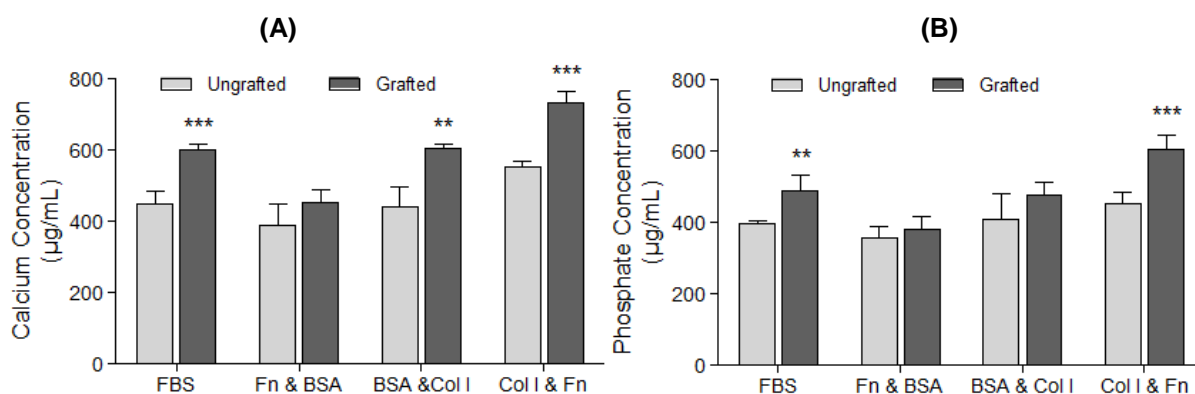 (A)
Ungrafted
Grafted
Calcium Concentration
(µg/mL)
800
600
400
200
0
***
**
***
FBS
Fn & BSA
BSA &Col I
Col I & Fn
(B)
Ungrafted
Grafted
Phosphate Concentration
(µg/mL)
800
600
400
200
0
**
***
FBS
Fn & BSA
BSA & Col I
Col I & Fn